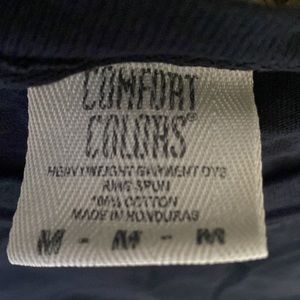 COMFORT
COLORS®
HEAVYWEIGHT GARMENT DYE
RING SPUN
100% COTTON
MADE IN HONDURAS
M - M - M